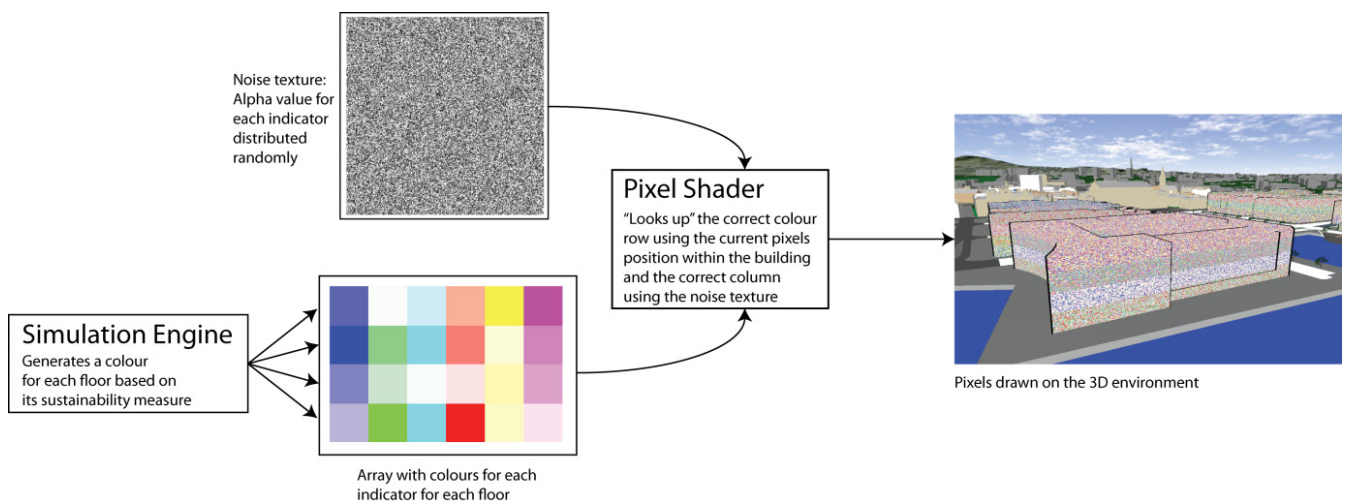 Noise texture:
Alpha value for
each indicator
distributed
randomly
Pixel Shader
“Looks up” the correct colour
row using the current pixels
position within the building
and the correct column
using the noise texture
Simulation Engine
Generates a colour
for each floor based on
its sustainability measure
Array with colours for each
indicator for each floor
Pixels drawn on the 3D environment